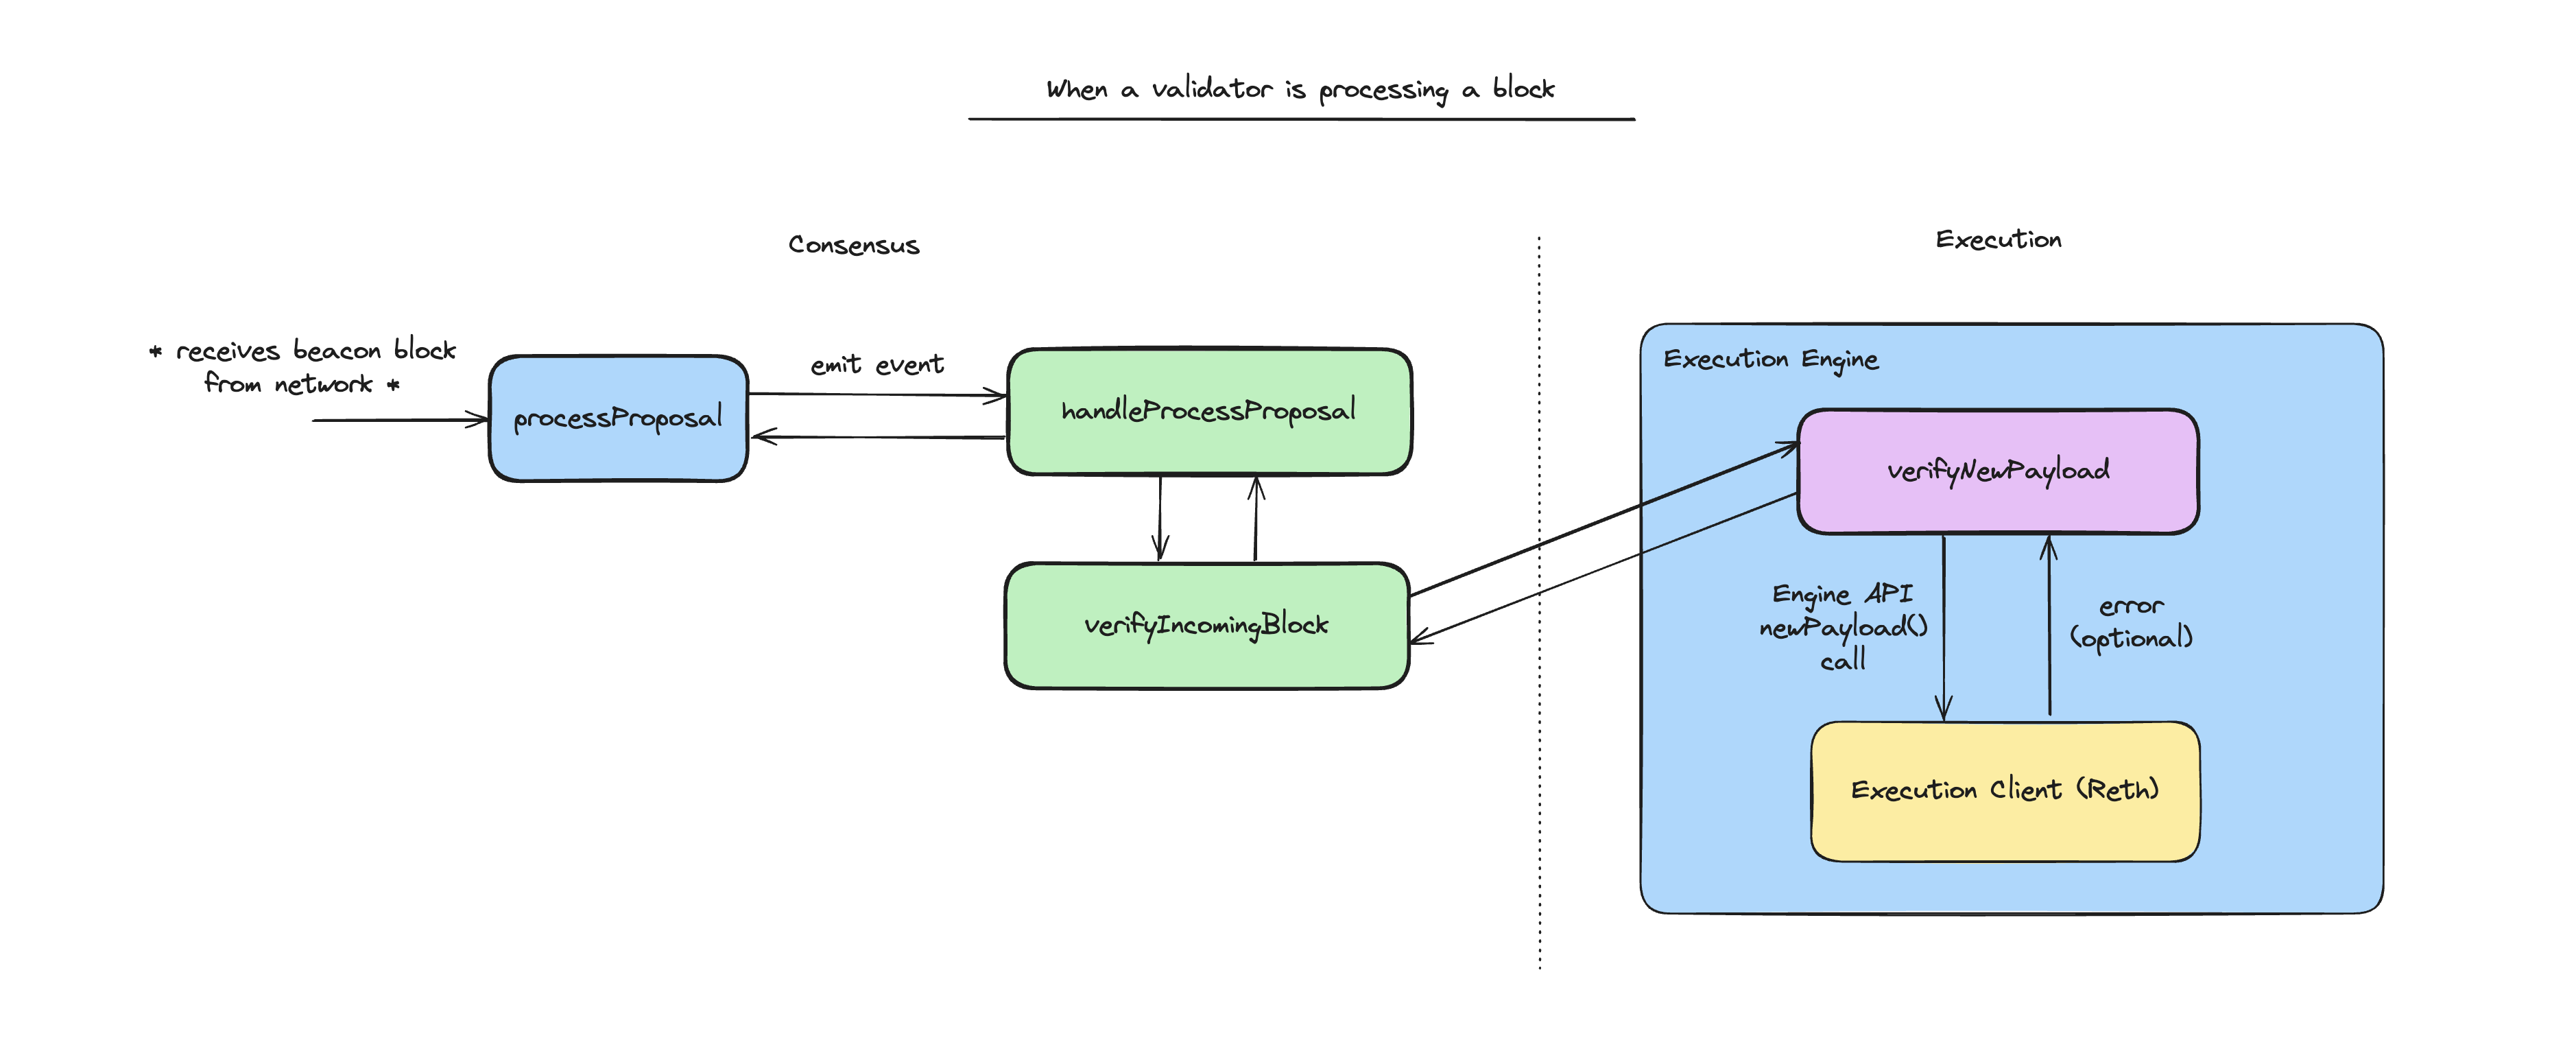 When a validator is processing a block
Consensus
Execution
* receives beacon block
from network *
processProposal
emit event
handleProcessProposal
verifyIncomingBlock
Execution Engine
verifyNewPayload
Engine API
newPayload()
call
error
(optional)
Execution Client (Reth)